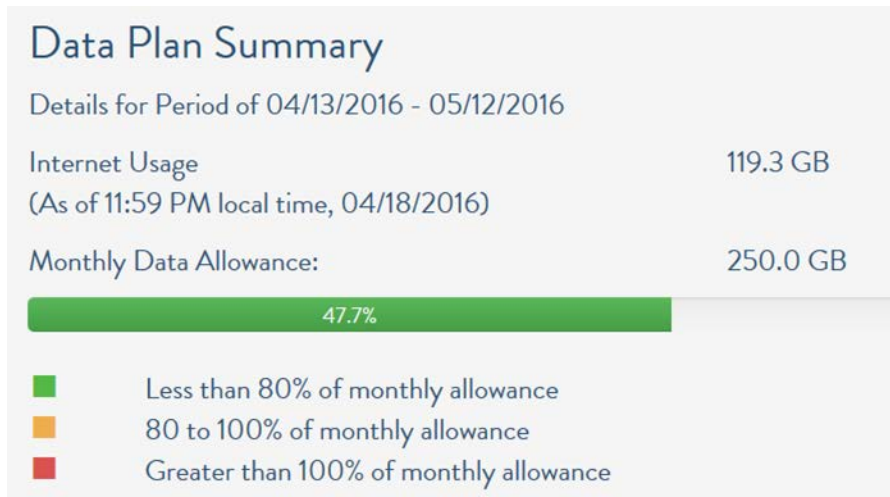 Data Plan Summary
Details for Period of 04/13/2016 - 05/12/2016
Internet Usage 119.3 GB
(As of 11:59 PM local time, 04/18/2016)
Monthly Data Allowance: 250.0 GB
47.7%
Less than 80% of monthly allowance
80 to 100% of monthly allowance
Greater than 100% of monthly allowance